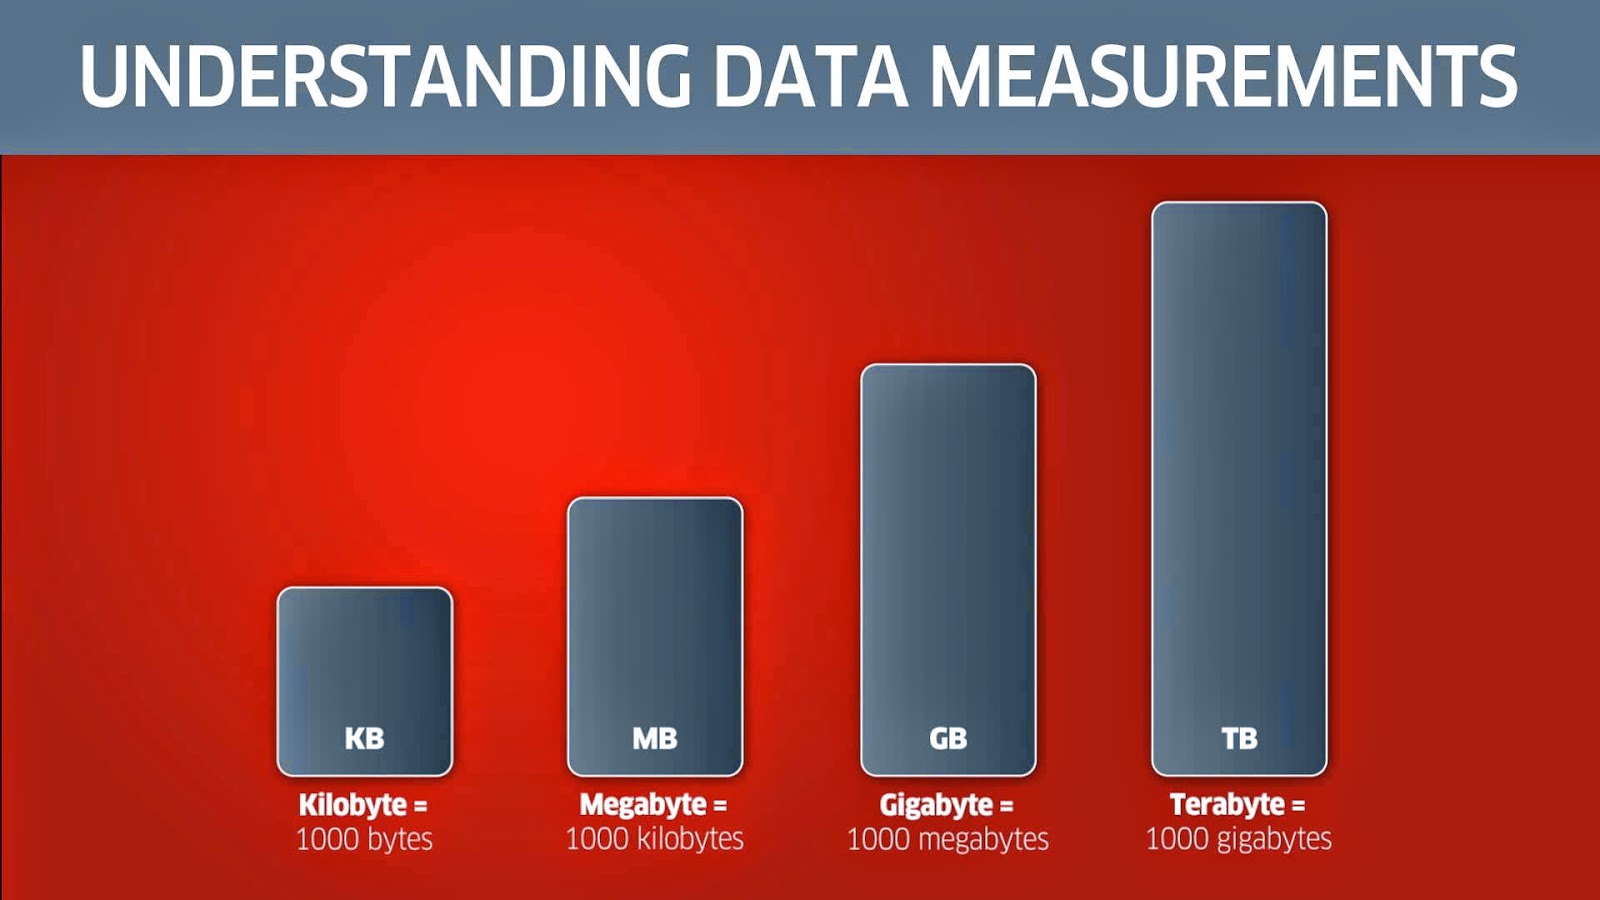 UNDERSTANDING DATA MEASUREMENTS
KB
MB
GB
TB
Kilobyte =
1000 bytes
Megabyte =
1000 kilobytes
Gigabyte =
1000 megabytes
Terabyte =
1000 gigabytes